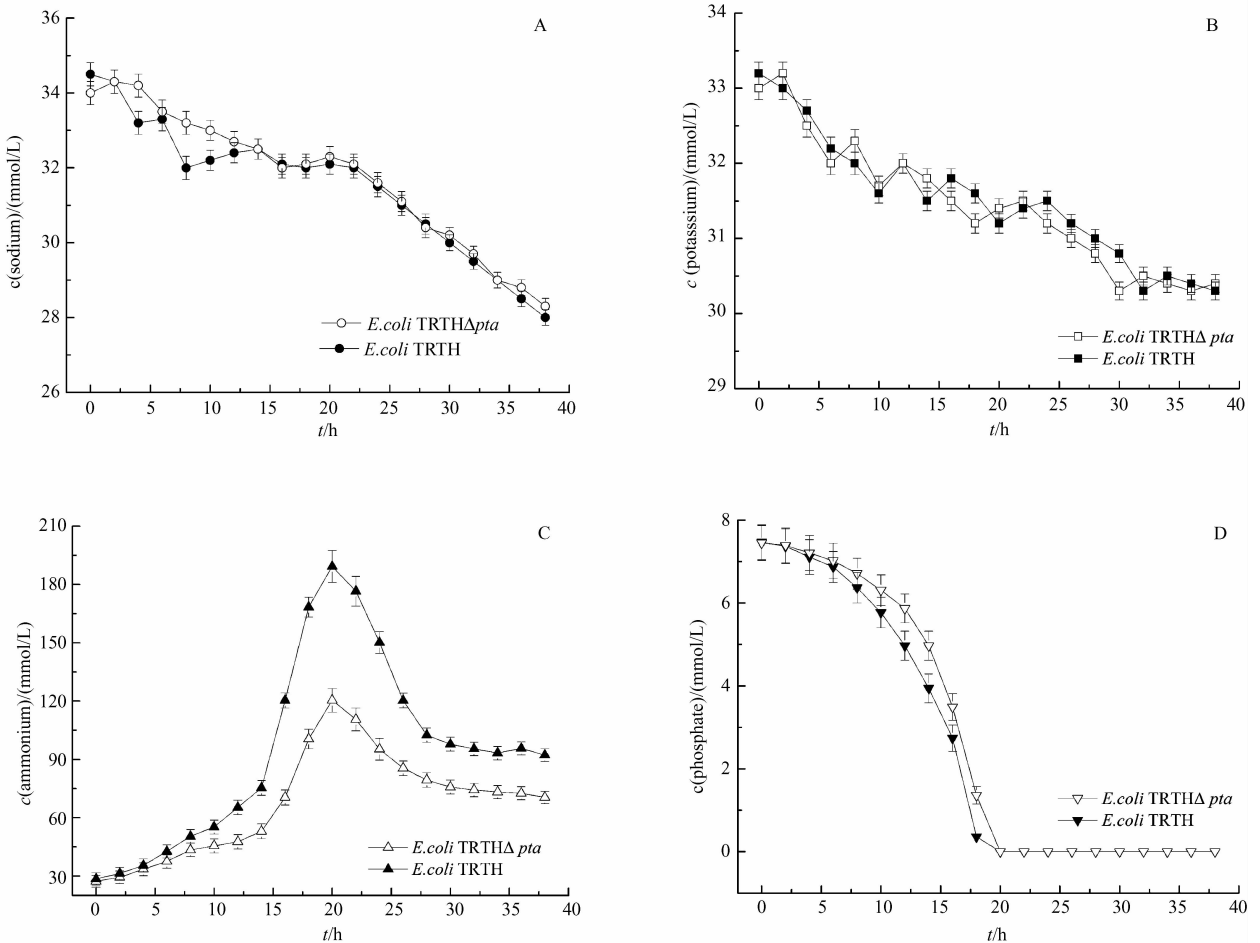 A
c(sodium)/(mmol/L)
36
34
32
30
28
26
E.coli TRTHΔpta
E.coli TRTH
0 5 10 15 20 25 30 35 40
t/h
B
c (potasssium)/(mmol/L)
34
33
32
31
30
29
E.coli TRTHΔ pta
E.coli TRTH
0 5 10 15 20 25 30 35 40
t/h
C
c(ammonium)/(mmol/L)
210
180
150
120
90
60
30
E.coli TRTHΔ pta
E.coli TRTH
0 5 10 15 20 25 30 35 40
t/h
D
c(phosphate)/(mmol/L)
8
6
4
2
0
E.coli TRTHΔ pta
E.coli TRTH
0 5 10 15 20 25 30 35 40
t/h